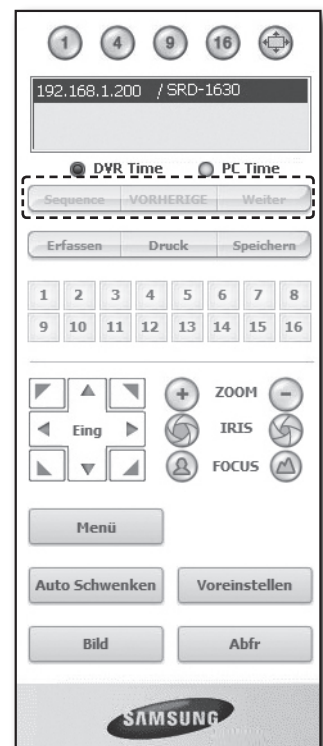 1 4 9 16
192.168.1.200 / SRD-1630
DVR Time PC Time
Sequence VORHERIGE Weiter
Erfassen Druck Speichern
1 2 3 4 5 6 7 8
9 10 11 12 13 14 15 16
+ ZOOM -
Eing IRIS
FOCUS
Menü
Auto Schwenken Voreinstellen
Bild Abfr
SAMSUNG